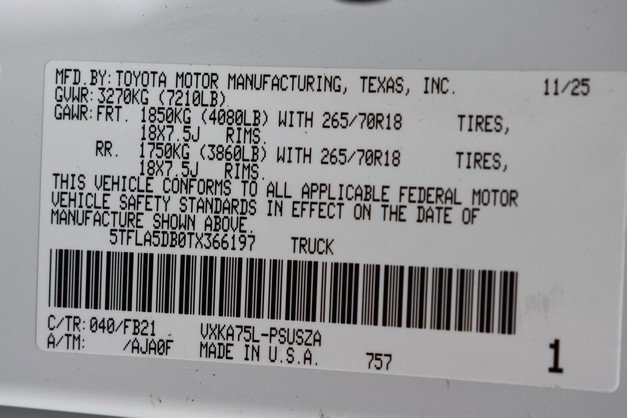 MFD.BY: TOYOTA MOTOR MANUFACTURING, TEXAS, INC. 11/25
GVWR: 3270KG (7210LB)
GAWR: FRT. 1850KG (4080LB) WITH 265/70R18 TIRES,
18X7.5J RIMS.
RR. 1750KG (3860LB) WITH 265/70R18 TIRES,
18X7.5J RIMS.
THIS VEHICLE CONFORMS TO ALL APPLICABLE FEDERAL MOTOR
VEHICLE SAFETY STANDARDS IN EFFECT ON THE DATE OF
MANUFACTURE SHOWN ABOVE.
5TFLA5DB0TX366197 TRUCK
C/TR: 040/FB21 VXKA75L-PSUSZA
A/TM: /AJA0F MADE IN U.S.A. 757 1